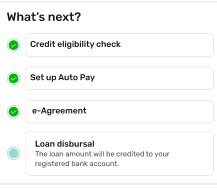 What's next?
Credit eligibility check
Set up Auto Pay
e-Agreement
Loan disbursal
The loan amount will be credited to your
registered bank account.